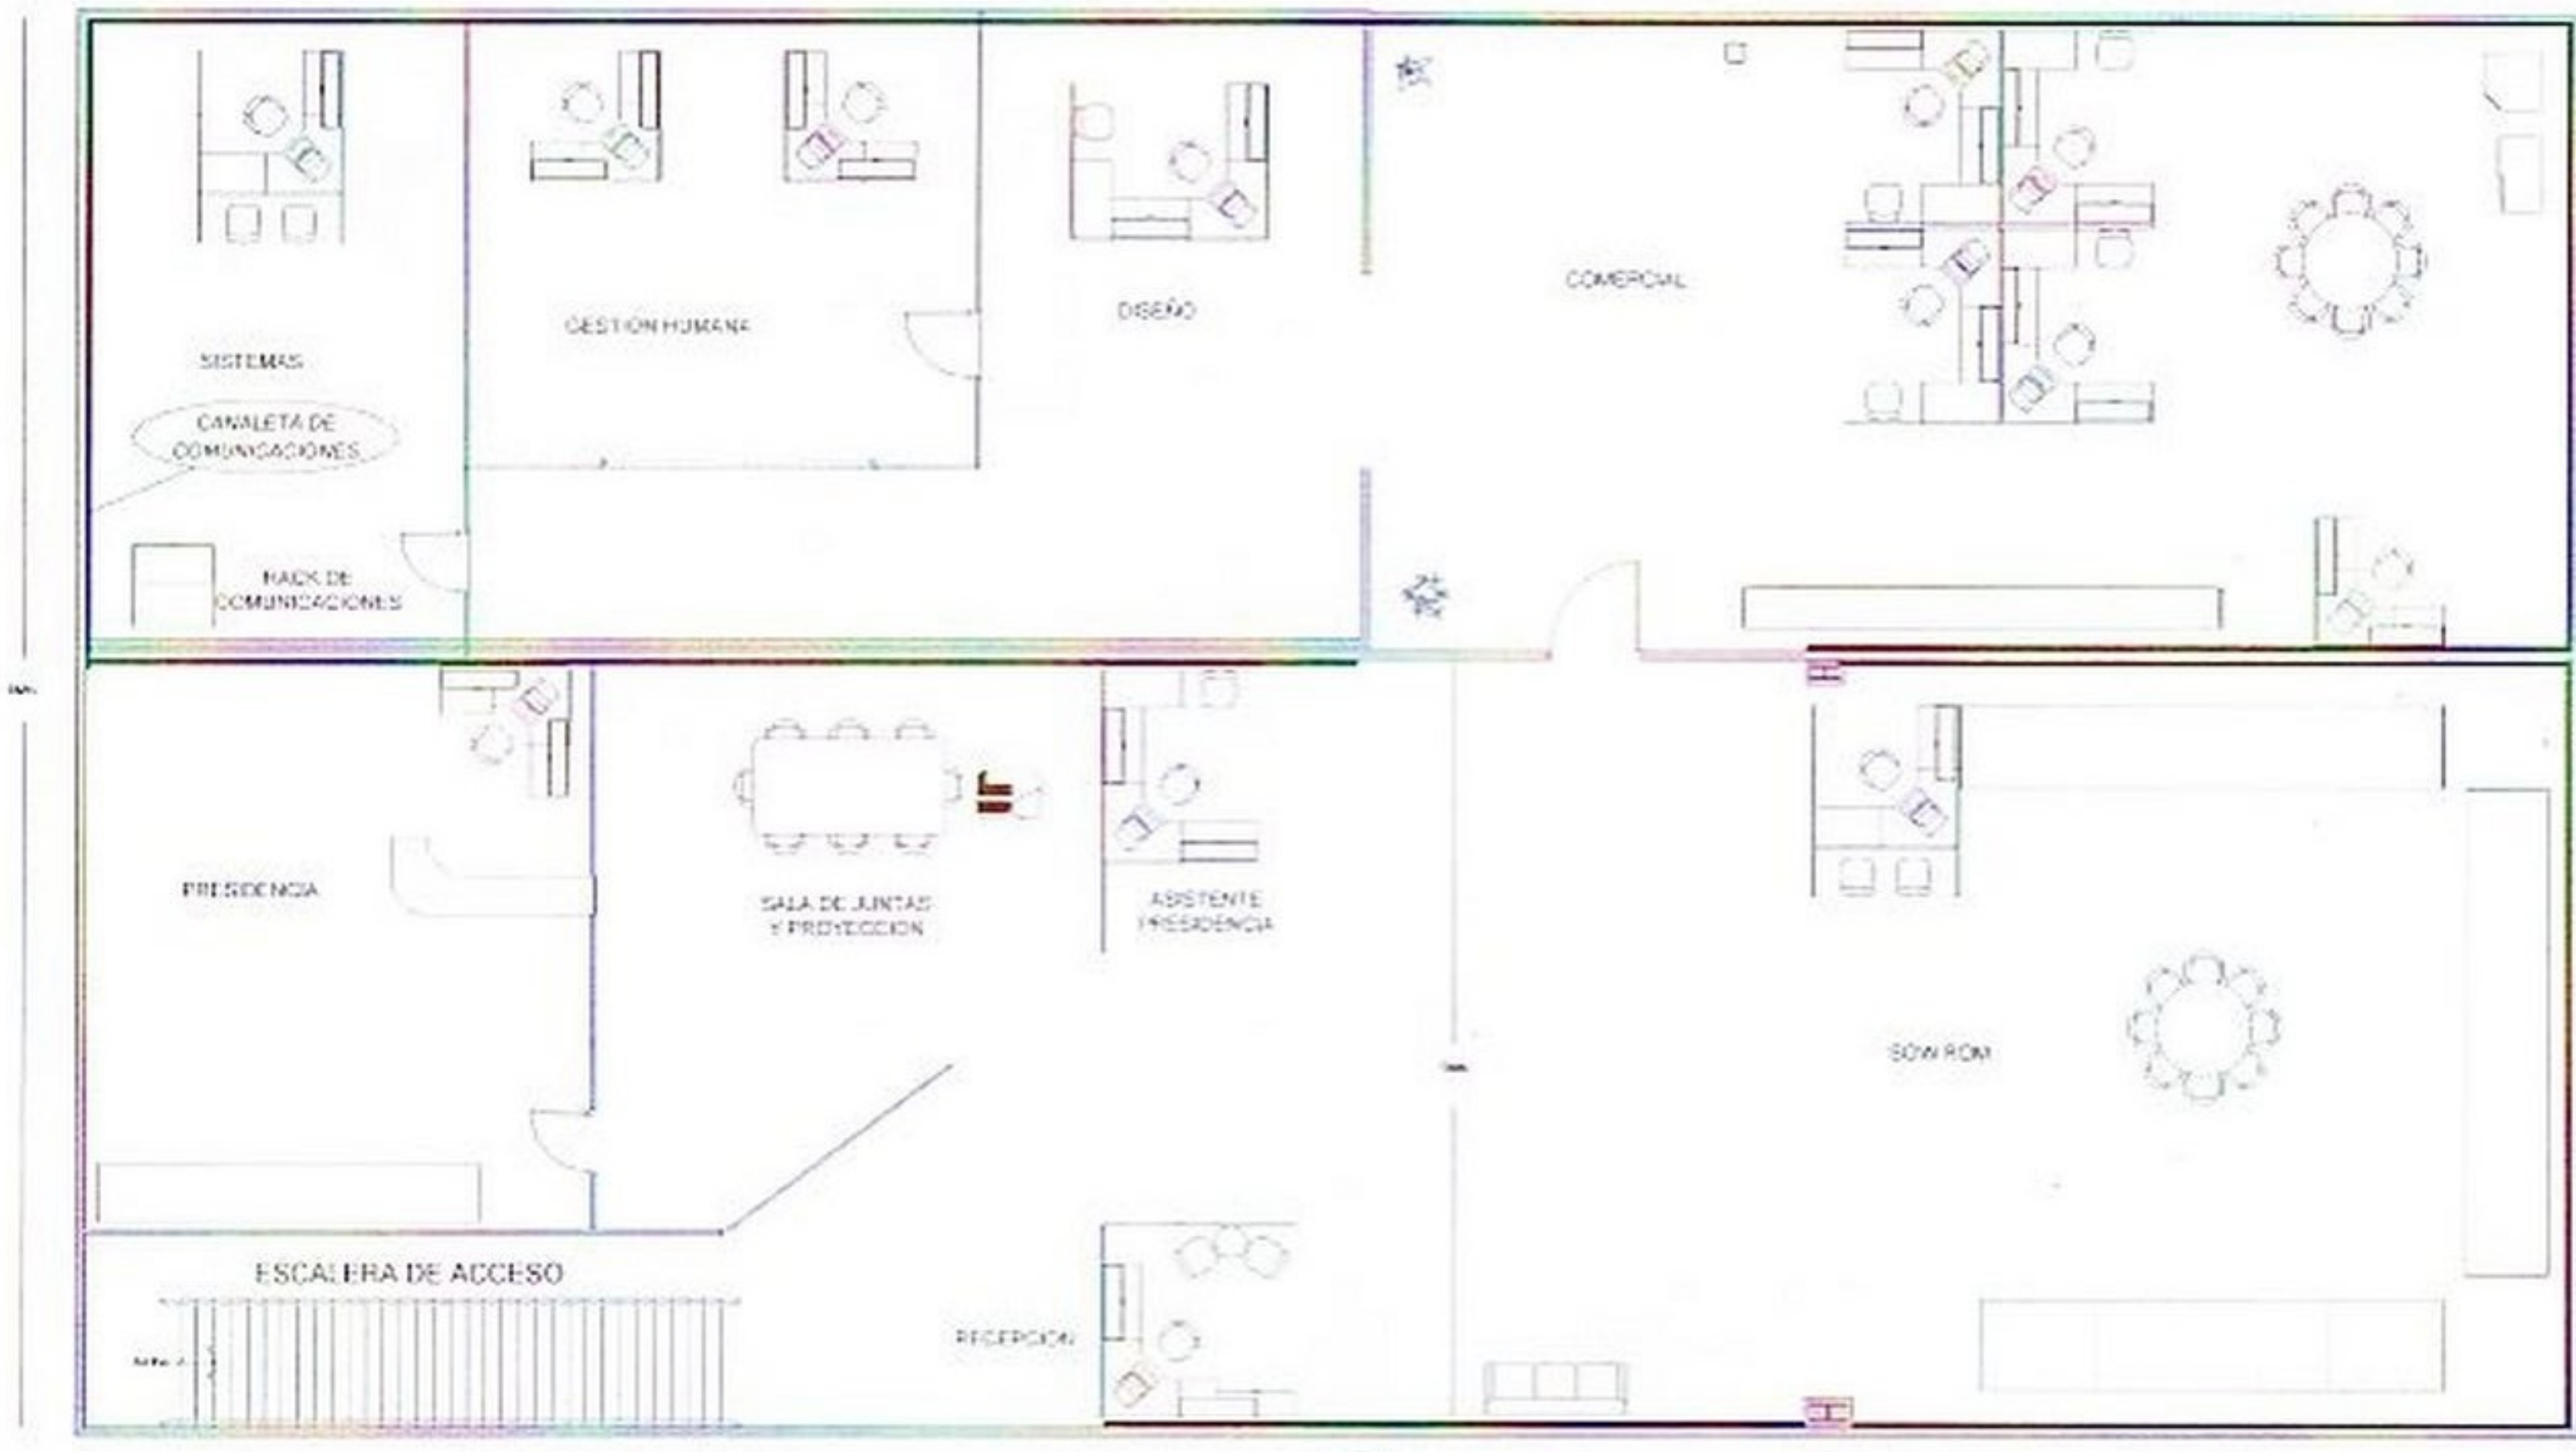 COMERCIAL
DISEÑO
GESTION HUMANA
SISTEMAS
CANALETA DE
COMUNICACIONES
RACK DE
COMUNICACIONES
PRESIDENCIA
SALA DE JUNTAS
Y PROYECCION
ASISTENTE
PRESIDENCIA
SOW ROM
ESCALERA DE ACCESO
RECEPCION